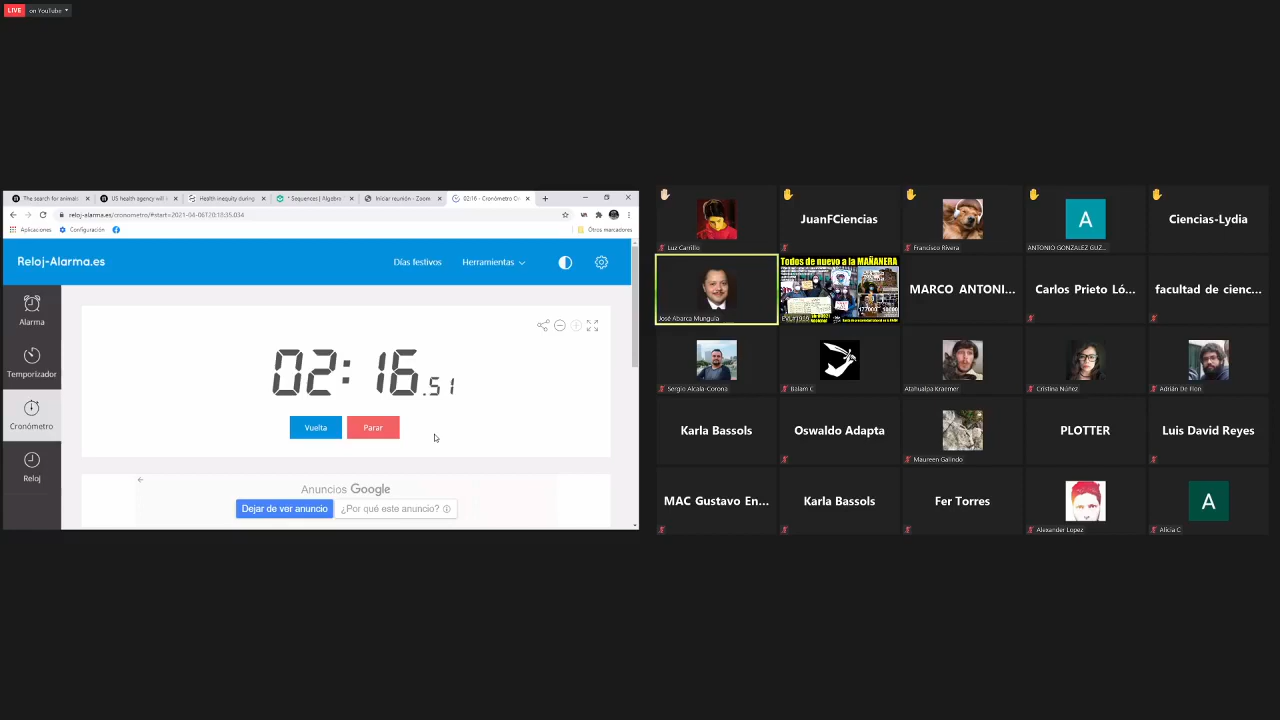 LIVE on YouTube
The search for animals
US health agency will i
Health inequity during
* Sequences | Algebro
Iniciar reunión - Zoom
02:16 - Cronómetro C
reloj-alarma.es/cronometro/#start=2021-04-06T20:18:35.034
Aplicaciones
Configuración
Otros marcadores
Reloj-Alarma.es
Días festivos
Herramientas
Alarma
Temporizador
Cronómetro
Reloj
02:16.51
Vuelta
Parar
Anuncios Google
Dejar de ver anuncio
¿Por qué este anuncio?
Luz Carrillo
JuanFCiencias
Francisco Rivera
A
ANTONIO GONZALEZ GUZ...
Ciencias-Lydia
José Abarca Munguía
Todos de nuevo a la MAÑANERA
MARCO ANTONI...
Carlos Prieto Ló...
facultad de cienc...
Sergio Alcalá-Corona
Balam C
Atahualpa Kraemer
Cristina Núñez
Adrián De Flon
Karla Bassols
Oswaldo Adapta
Maureen Galindo
PLOTTER
Luis David Reyes
MAC Gustavo En...
Karla Bassols
Fer Torres
Alexander Lopez
A
Alicia C